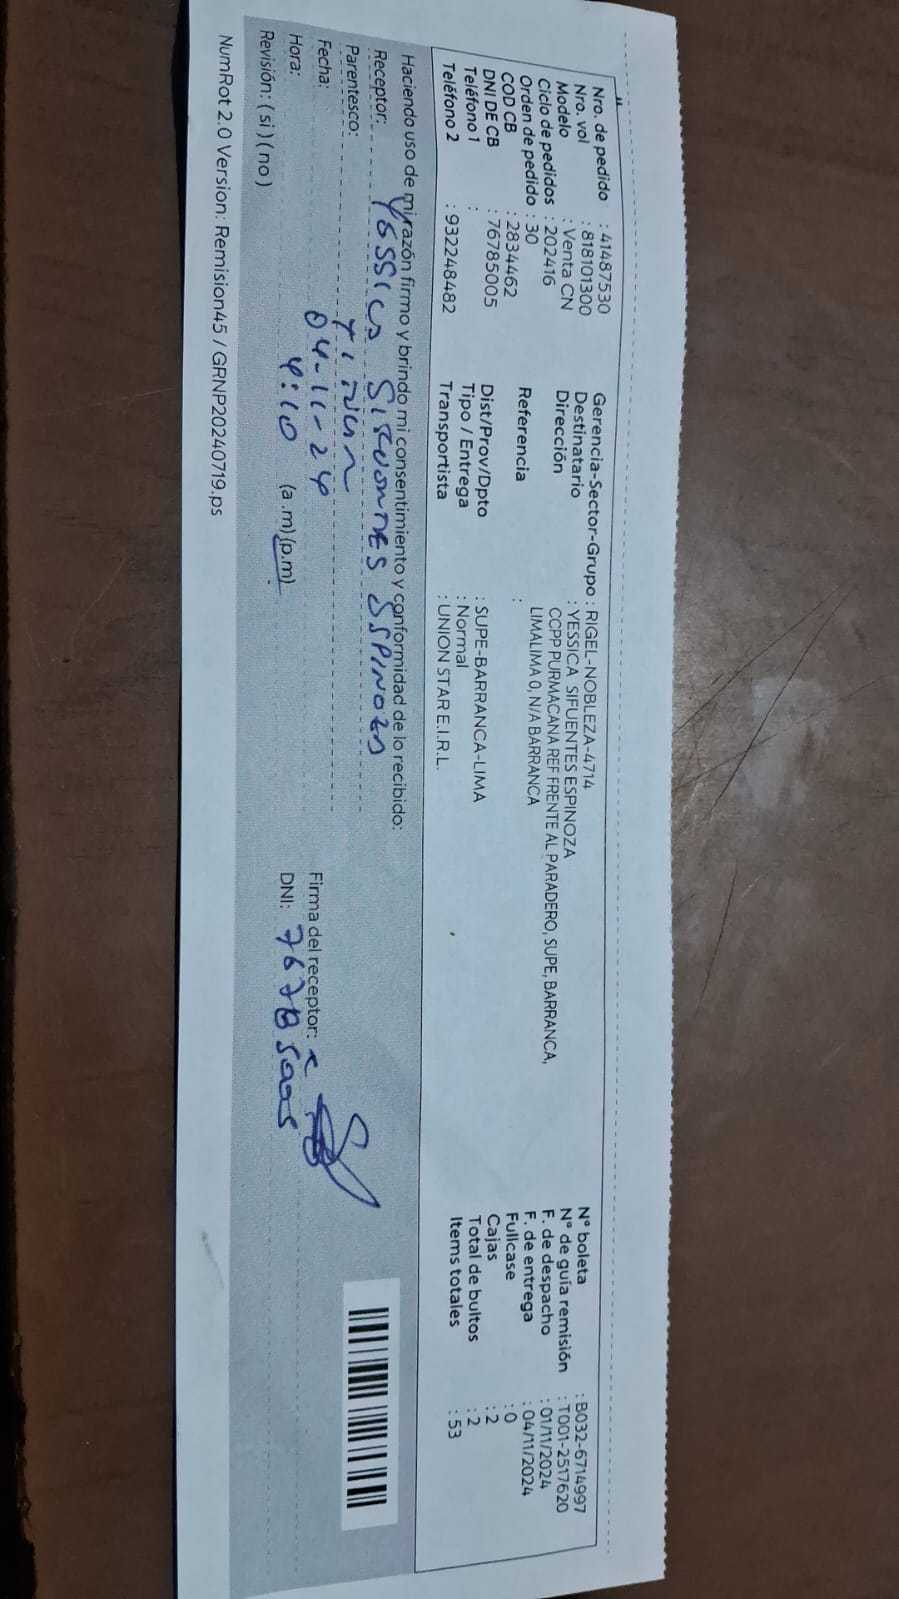 Nro. de pedido : 41487530
Nro. vol : 818101300
Modelo : Venta CN
Ciclo de pedidos : 202416
Orden de pedido : 30
COD CB : 2834462
DNI DE CB : 76785005
Teléfono 1 :
Teléfono 2 : 932248482
Gerencia-Sector-Grupo : RIGEL-NOBLEZA-4714
Destinatario : YESSICA SIFUENTES ESPINOZA
Dirección : CCPP PURMACANA REF FRENTE AL PARADERO, SUPE, BARRANCA,
LIMALIMA 0, N/A BARRANCA
Referencia :
Dist/Prov/Dpto : SUPE-BARRANCA-LIMA
Tipo / Entrega : Normal
Transportista : UNION STAR E.I.R.L.
N° boleta : B032-6714997
N° de guía remisión : T001-2517620
F. de despacho : 01/11/2024
F. de entrega : 04/11/2024
Fullcase : 0
Cajas : 2
Total de bultos : 2
Items totales : 53
Haciendo uso de mi razón firmo y brindo mi consentimiento y conformidad de lo recibido:
Receptor: Yessica Sifuentes Espinoza
Parentesco:
Fecha: 04-11-24
Hora: 4:10 (a.m) (p.m)
Revisión: ( si ) ( no )
Firma del receptor:
DNI: 76785005
NumRot 2.0 Version: Remision45 / GRNP20240719.ps